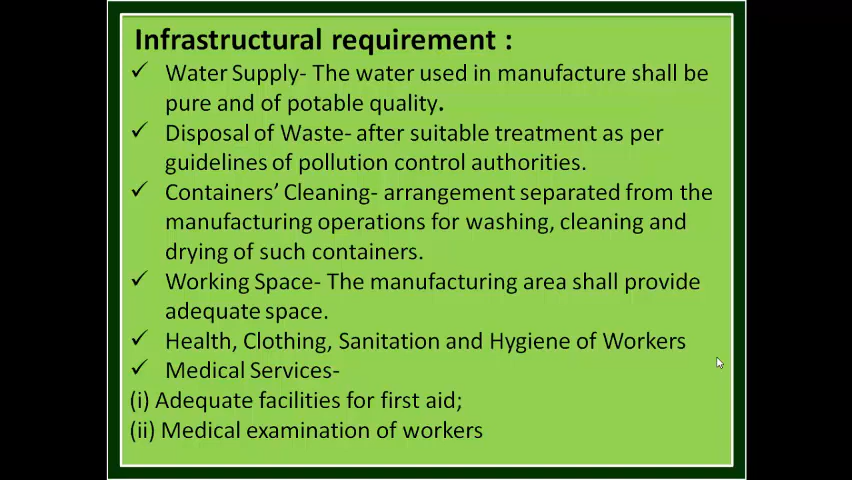 Infrastructural requirement :
✓ Water Supply- The water used in manufacture shall be
pure and of potable quality.
✓ Disposal of Waste- after suitable treatment as per
guidelines of pollution control authorities.
✓ Containers’ Cleaning- arrangement separated from the
manufacturing operations for washing, cleaning and
drying of such containers.
✓ Working Space- The manufacturing area shall provide
adequate space.
✓ Health, Clothing, Sanitation and Hygiene of Workers
✓ Medical Services-
(i) Adequate facilities for first aid;
(ii) Medical examination of workers